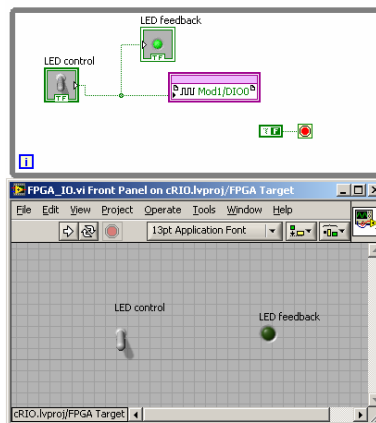 LED feedback
LED control
TF
TF
Mod1/DIO0
F
i
FPGA_IO.vi Front Panel on cRIO.lvproj/FPGA Target
File Edit View Project Operate Tools Window Help
13pt Application Font
LED control
LED feedback
cRIO.lvproj/FPGA Target